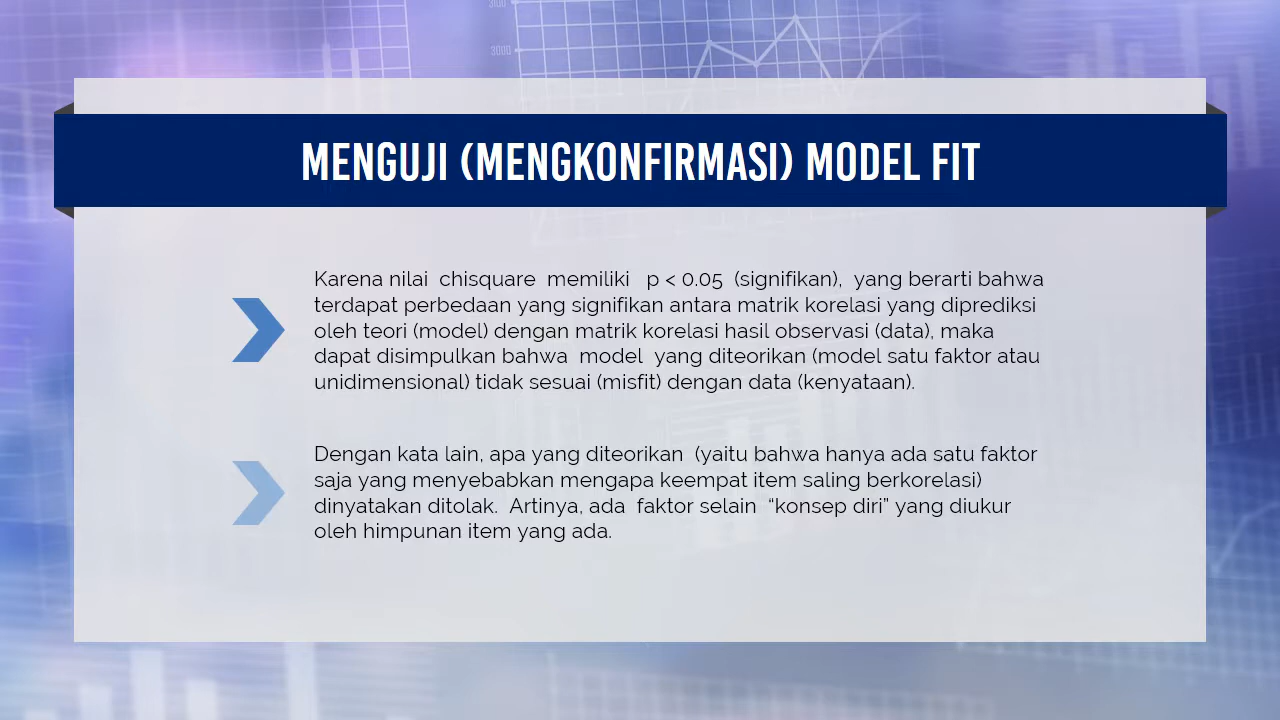 3000
MENGUJI (MENGKONFIRMASI) MODEL FIT
Karena nilai chisquare memiliki p < 0.05 (signifikan), yang berarti bahwa
terdapat perbedaan yang signifikan antara matrik korelasi yang diprediksi
oleh teori (model) dengan matrik korelasi hasil observasi (data), maka
dapat disimpulkan bahwa model yang diteorikan (model satu faktor atau
unidimensional) tidak sesuai (misfit) dengan data (kenyataan).
Dengan kata lain, apa yang diteorikan (yaitu bahwa hanya ada satu faktor
saja yang menyebabkan mengapa keempat item saling berkorelasi)
dinyatakan ditolak. Artinya, ada faktor selain “konsep diri” yang diukur
oleh himpunan item yang ada.